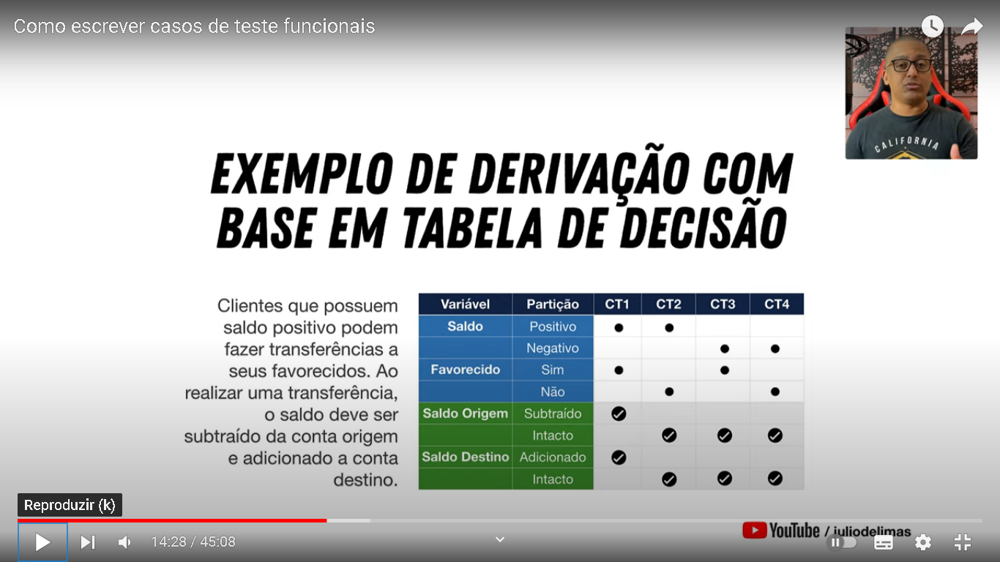 Como escrever casos de teste funcionais
CALIFORNIA
EXEMPLO DE DERIVAÇÃO COM
BASE EM TABELA DE DECISÃO
Clientes que possuem
saldo positivo podem
fazer transferências a
seus favorecidos. Ao
realizar uma transferência,
o saldo deve ser
subtraído da conta origem
e adicionado a conta
destino.
Variável Partição CT1 CT2 CT3 CT4
Saldo Positivo
Negativo
Favorecido Sim
Não
Saldo Origem Subtraído
Intacto
Saldo Destino Adicionado
Intacto
Reproduzir (k)
YouTube / juliodelimas
14:28 / 45:08